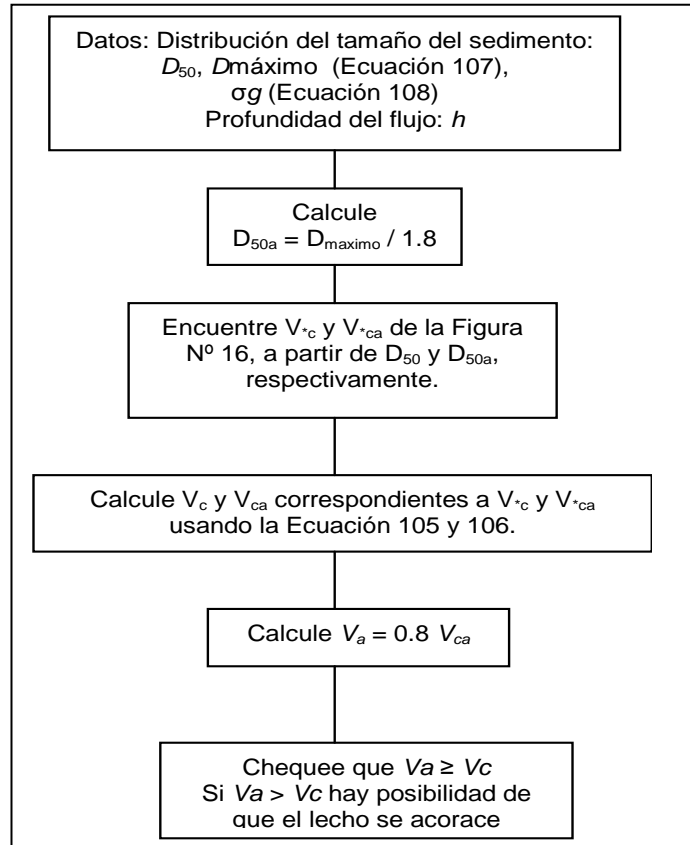 Datos: Distribución del tamaño del sedimento:
D50, Dmáximo (Ecuación 107),
σg (Ecuación 108)
Profundidad del flujo: h
Calcule
D50a = Dmaximo / 1.8
Encuentre V*c y V*ca de la Figura
Nº 16, a partir de D50 y D50a,
respectivamente.
Calcule Vc y Vca correspondientes a V*c y V*ca
usando la Ecuación 105 y 106.
Calcule Va = 0.8 Vca
Chequee que Va ≥ Vc
Si Va > Vc hay posibilidad de
que el lecho se acorace